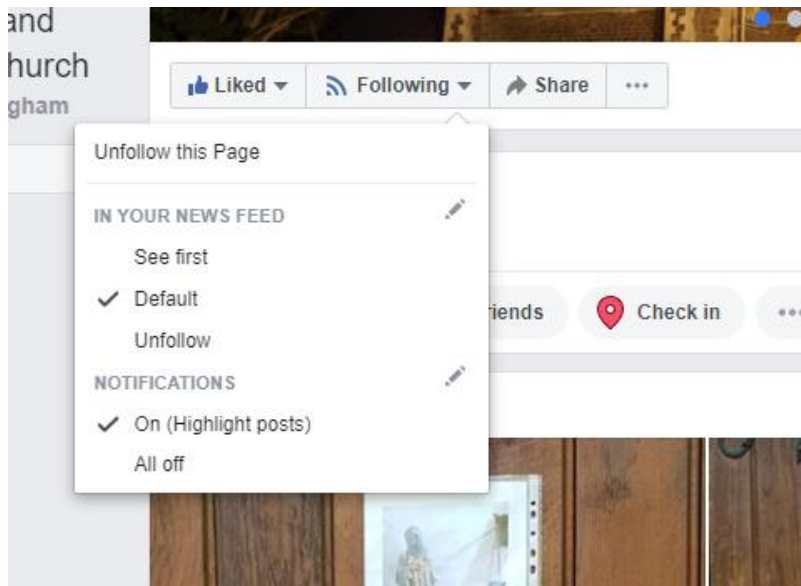 and
hurch
gham
Liked
Following
Share
Unfollow this Page
IN YOUR NEWS FEED
See first
Default
Unfollow
NOTIFICATIONS
On (Highlight posts)
All off
riends
Check in